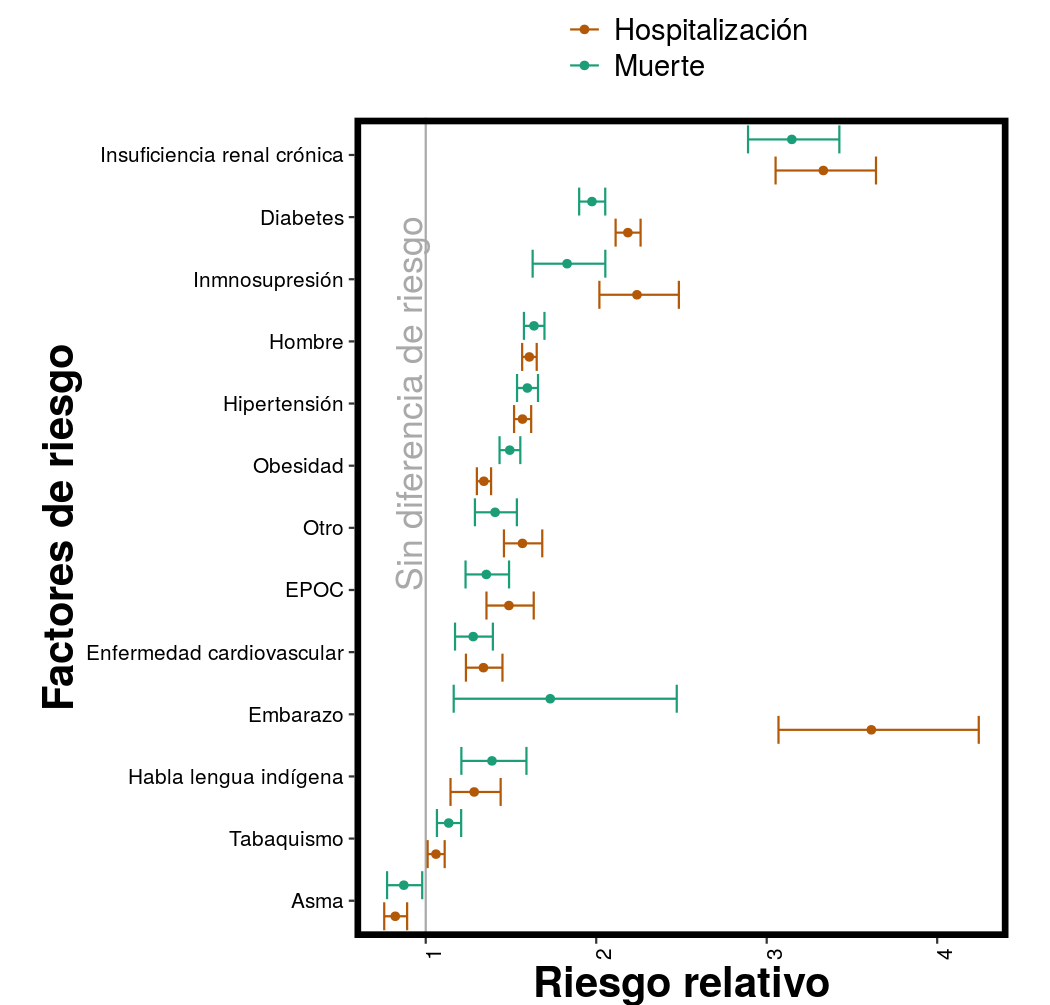 Hospitalización
Muerte
Insuficiencia renal crónica
Diabetes
Inmnosupresión
Hombre
Hipertensión
Obesidad
Otro
EPOC
Enfermedad cardiovascular
Embarazo
Habla lengua indígena
Tabaquismo
Asma
Factores de riesgo
Sin diferencia de riesgo
1
2
3
4
Riesgo relativo